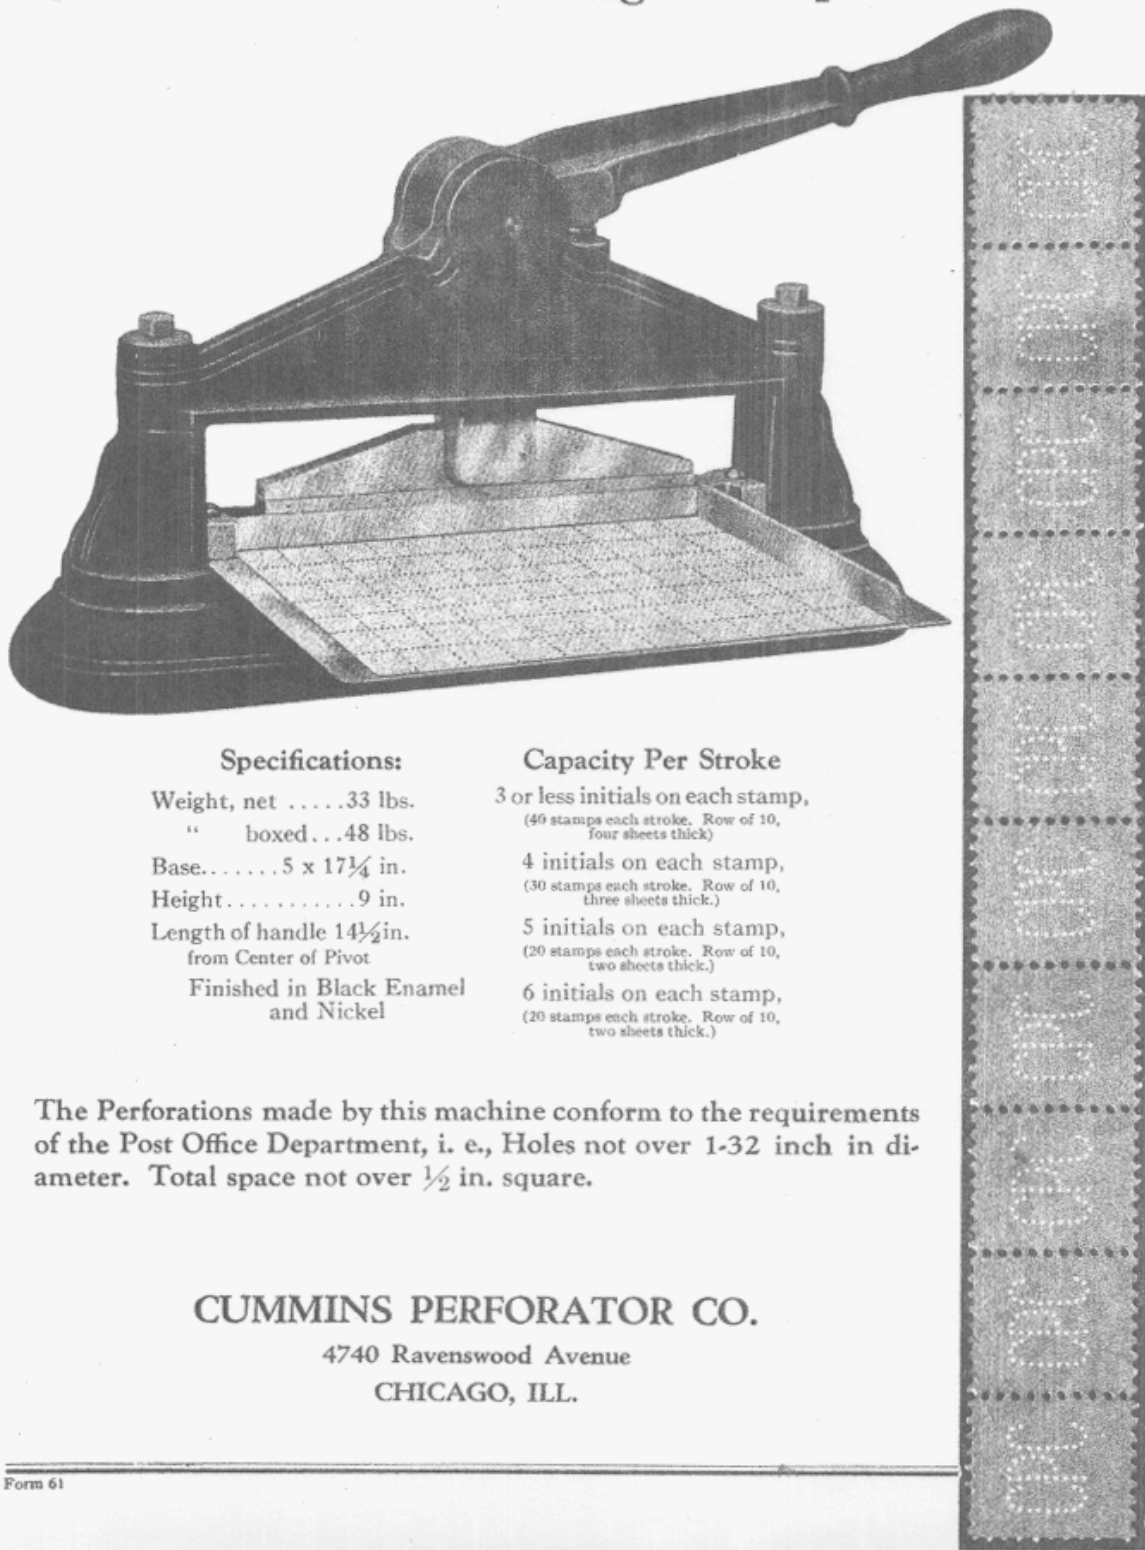 Specifications:
Weight, net .....33 lbs.
“ boxed...48 lbs.
Base.......5 x 17¼ in.
Height...........9 in.
Length of handle 14½in.
from Center of Pivot
Finished in Black Enamel
and Nickel
Capacity Per Stroke
3 or less initials on each stamp,
(40 stamps each stroke. Row of 10,
four sheets thick)
4 initials on each stamp,
(30 stamps each stroke. Row of 10,
three sheets thick.)
5 initials on each stamp,
(20 stamps each stroke. Row of 10,
two sheets thick.)
6 initials on each stamp,
(20 stamps each stroke. Row of 10,
two sheets thick.)
The Perforations made by this machine conform to the requirements
of the Post Office Department, i. e., Holes not over 1-32 inch in di-
ameter. Total space not over ½ in. square.
CUMMINS PERFORATOR CO.
4740 Ravenswood Avenue
CHICAGO, ILL.
Form 61